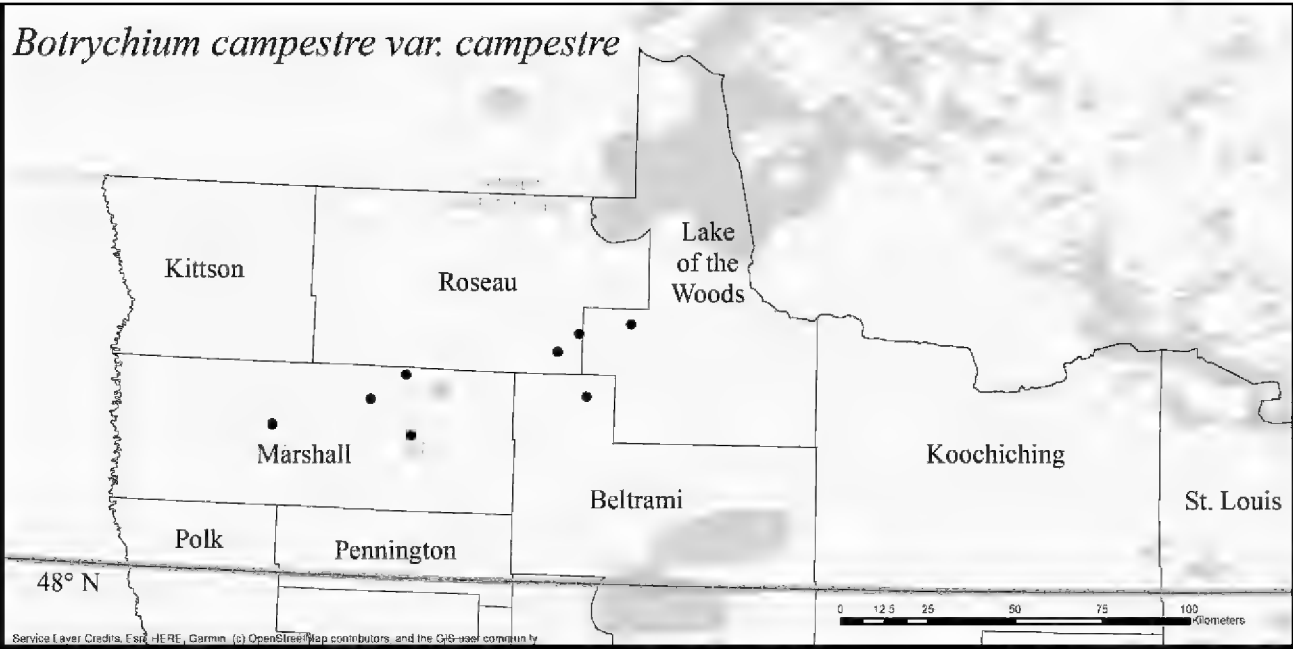 Botrychium campestre var. campestre
Kittson
Roseau
Lake
of the
Woods
Marshall
Koochiching
Beltrami
St. Louis
Polk
Pennington
48° N
0 12.5 25 50 75 100
Kilometers
Service Layer Credits: Esri, HERE, Garmin, (c) OpenStreetMap contributors, and the GIS user community